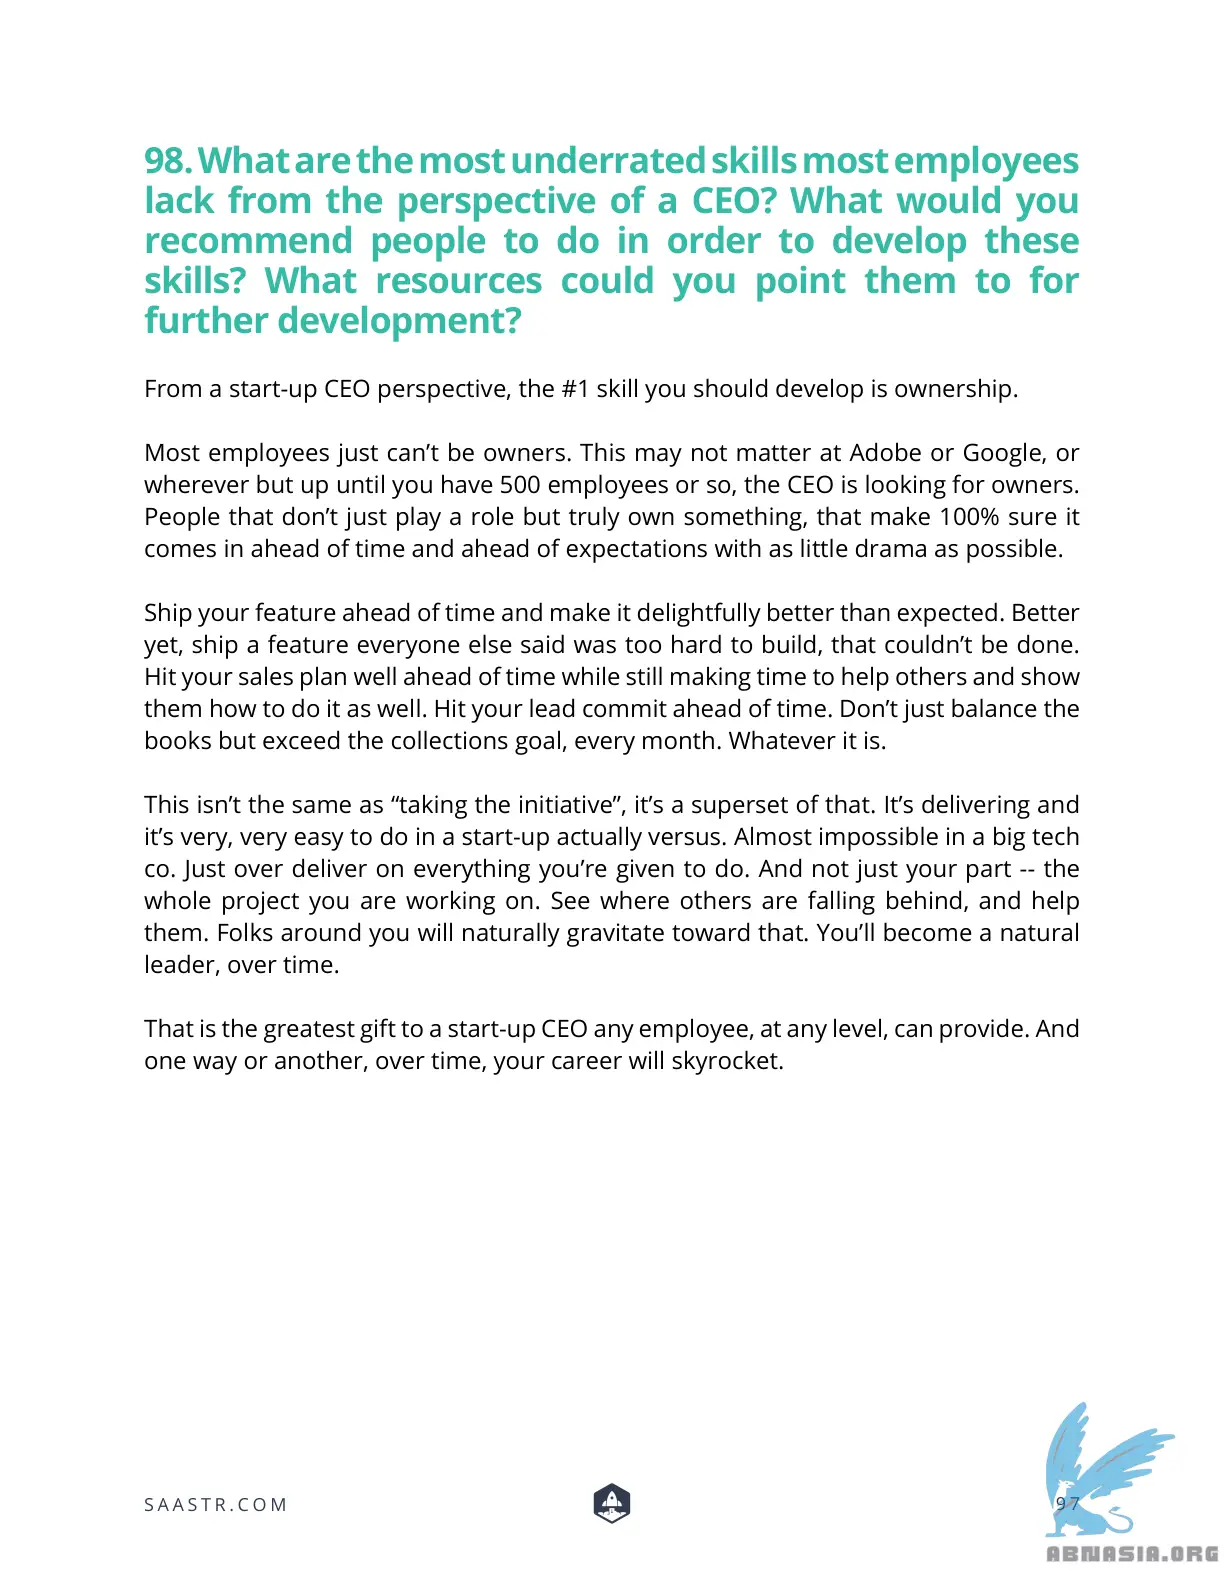 98. What are the most underrated skills most employees
lack from the perspective of a CEO? What would you
recommend people to do in order to develop these
skills? What resources could you point them to for
further development?
From a start-up CEO perspective, the #1 skill you should develop is ownership.
Most employees just can’t be owners. This may not matter at Adobe or Google, or
wherever but up until you have 500 employees or so, the CEO is looking for owners.
People that don’t just play a role but truly own something, that make 100% sure it
comes in ahead of time and ahead of expectations with as little drama as possible.
Ship your feature ahead of time and make it delightfully better than expected. Better
yet, ship a feature everyone else said was too hard to build, that couldn’t be done.
Hit your sales plan well ahead of time while still making time to help others and show
them how to do it as well. Hit your lead commit ahead of time. Don’t just balance the
books but exceed the collections goal, every month. Whatever it is.
This isn’t the same as “taking the initiative”, it’s a superset of that. It’s delivering and
it’s very, very easy to do in a start-up actually versus. Almost impossible in a big tech
co. Just over deliver on everything you’re given to do. And not just your part -- the
whole project you are working on. See where others are falling behind, and help
them. Folks around you will naturally gravitate toward that. You’ll become a natural
leader, over time.
That is the greatest gift to a start-up CEO any employee, at any level, can provide. And
one way or another, over time, your career will skyrocket.
SAASTR.COM
97
ABNASIA.ORG